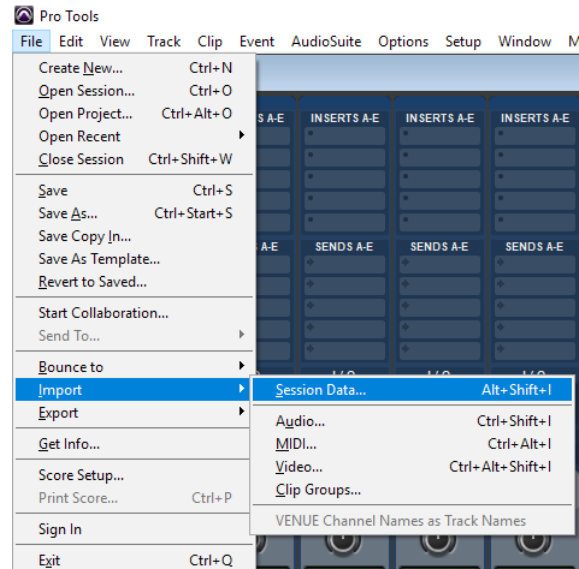 Pro Tools
File Edit View Track Clip Event AudioSuite Options Setup Window M
Create New... Ctrl+N
Open Session... Ctrl+O
Open Project... Ctrl+Alt+O
Open Recent
Close Session Ctrl+Shift+W
Save Ctrl+S
Save As... Ctrl+Start+S
Save Copy In...
Save As Template...
Revert to Saved...
Start Collaboration...
Send To...
Bounce to
Import
Export
Get Info...
Score Setup...
Print Score... Ctrl+P
Sign In
Exit Ctrl+Q
S A-E INSERTS A-E INSERTS A-E INSERTS A-E
A-E SENDS A-E SENDS A-E SENDS A-E
Session Data... Alt+Shift+I
Audio... Ctrl+Shift+I
MIDI... Ctrl+Alt+I
Video... Ctrl+Alt+Shift+I
Clip Groups...
VENUE Channel Names as Track Names